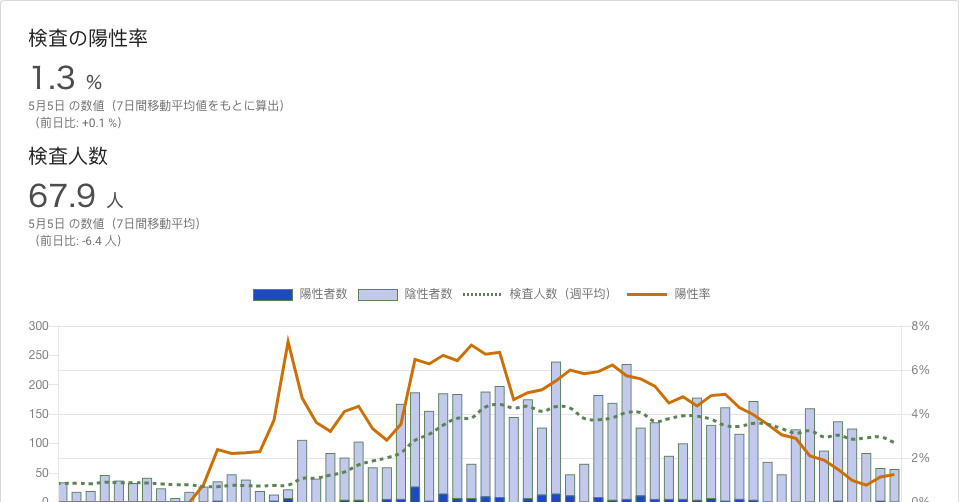 検査の陽性率
1.3 %
5月5日 の数値（7日間移動平均値をもとに算出）
（前日比: +0.1 %）
検査人数
67.9 人
5月5日 の数値（7日間移動平均）
（前日比: -6.4 人）
陽性者数 陰性者数 検査人数（週平均） 陽性率
300 8%
250
200 6%
150 4%
100
50 2%
0 0%